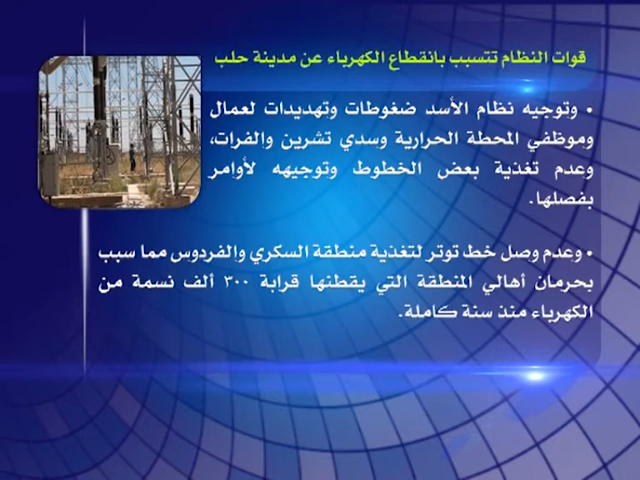 قوات النظام تتسبب بانقطاع الكهرباء عن مدينة حلب
• وتوجيه نظام الأسد ضغوطات وتهديدات لعمال
وموظفي المحطة الحرارية وسدي تشرين والفرات،
وعدم تغذية بعض الخطوط وتوجيهه لأوامر
بفصلها.
• وعدم وصل خط توتر لتغذية منطقة السكري والفردوس مما سبب
بحرمان أهالي المنطقة التي يقطنها قرابة ٣٠٠ ألف نسمة من
الكهرباء منذ سنة كاملة.